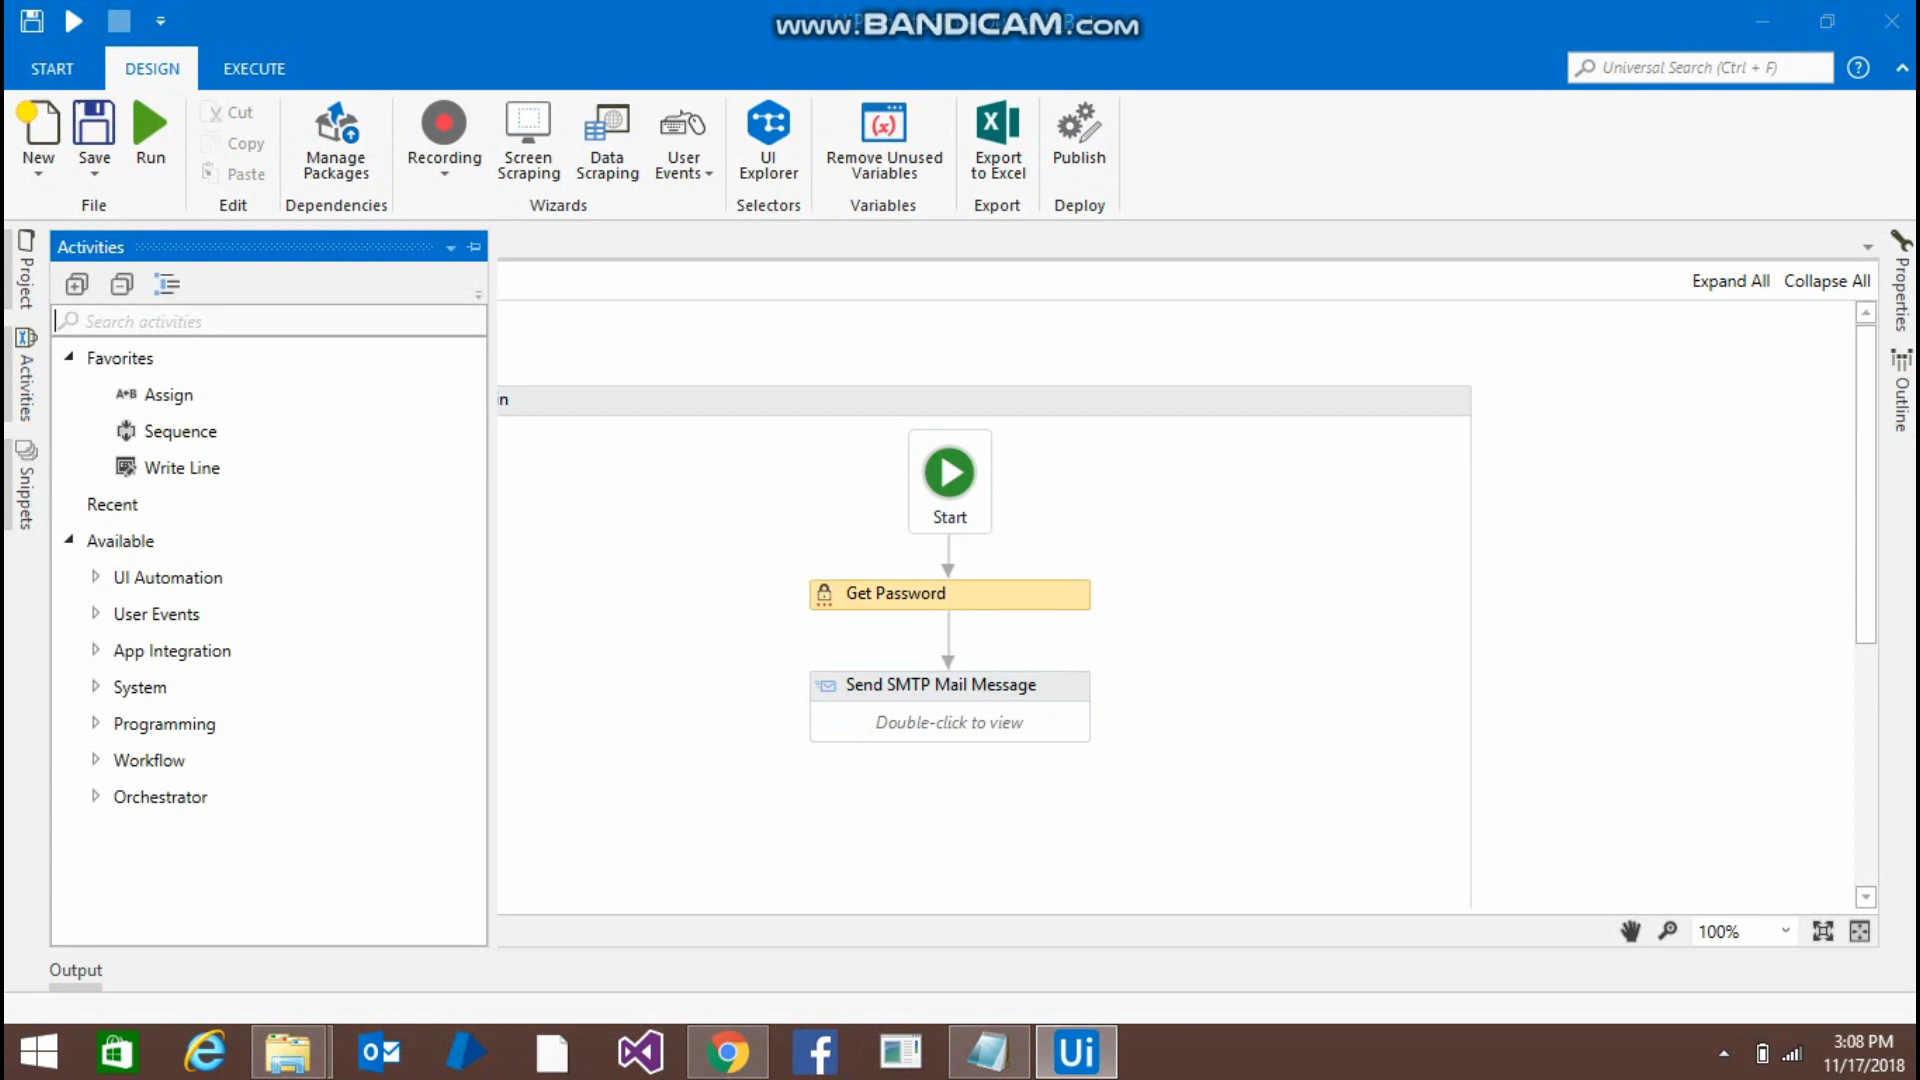 www.BANDICAM.com
START
DESIGN
EXECUTE
Universal Search (Ctrl + F)
New
Save
Run
File
Cut
Copy
Paste
Edit
Manage
Packages
Dependencies
Recording
Screen
Scraping
Data
Scraping
User
Events
Wizards
UI
Explorer
Selectors
Remove Unused
Variables
Variables
Export
to Excel
Export
Publish
Deploy
Project
Activities
Snippets
Activities
Search activities
Favorites
A+B Assign
Sequence
Write Line
Recent
Available
UI Automation
User Events
App Integration
System
Programming
Workflow
Orchestrator
Expand All
Collapse All
in
Start
Get Password
Send SMTP Mail Message
Double-click to view
Properties
Outline
100%
Output
Ui
3:08 PM
11/17/2018